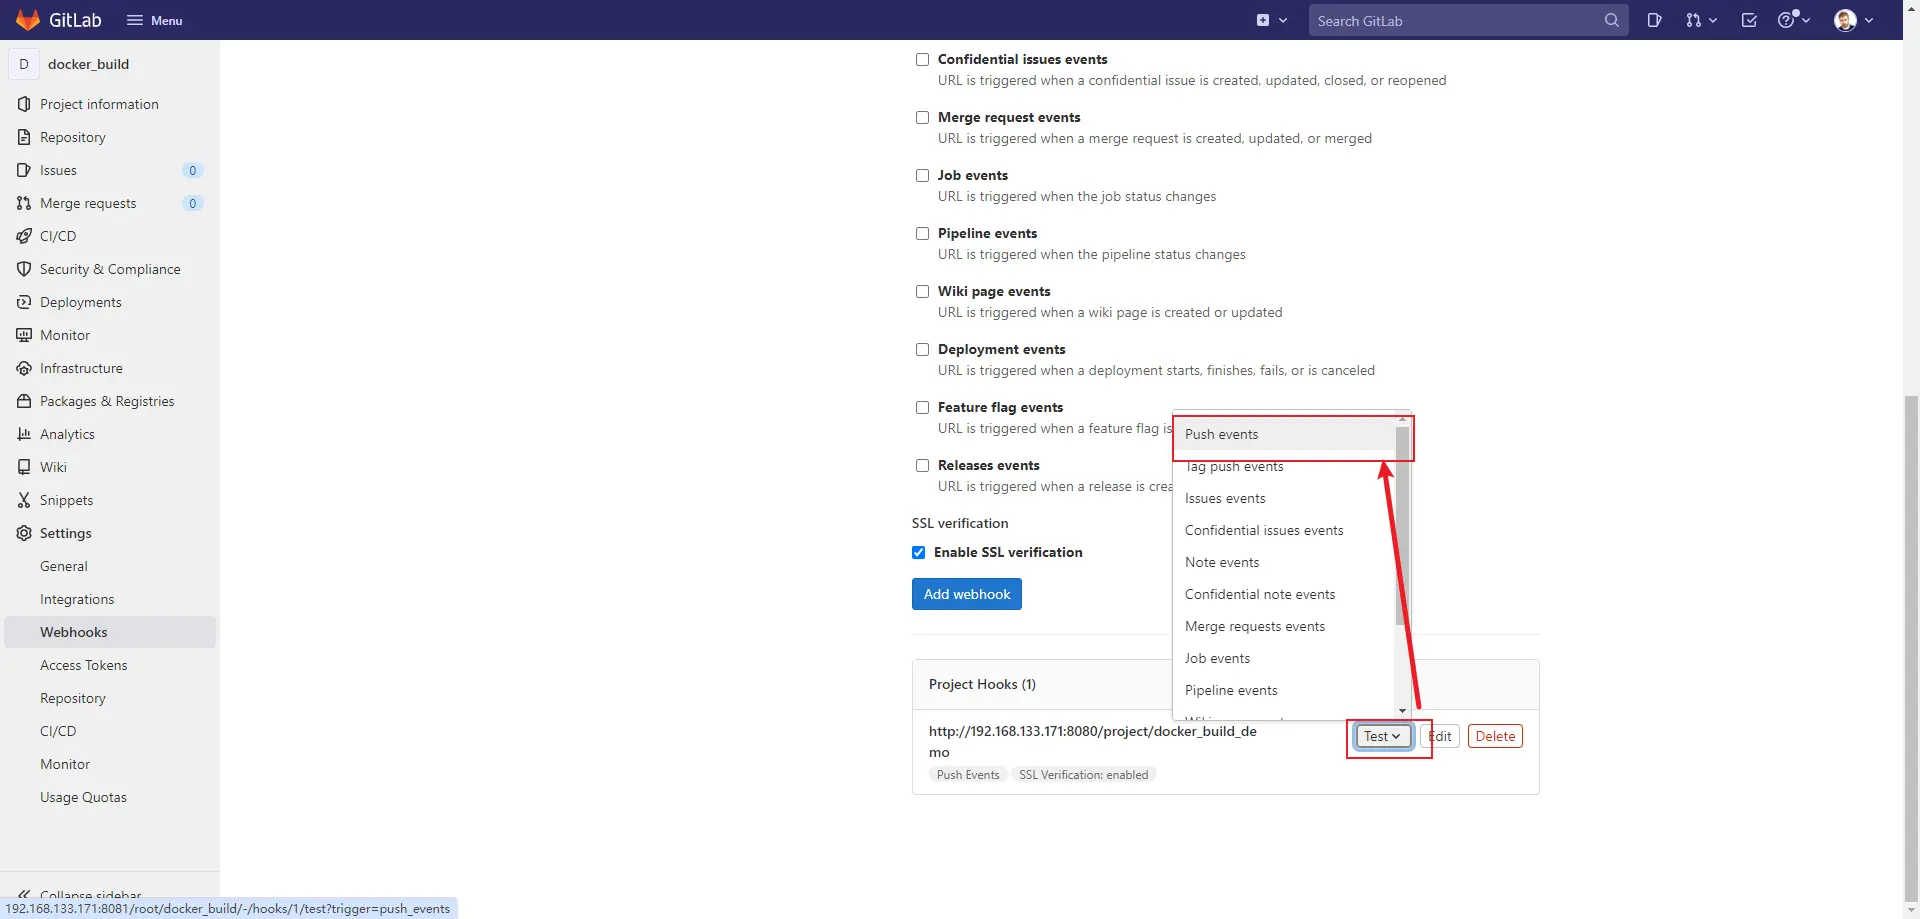 GitLab
Menu
Search GitLab
D
docker_build
Project information
Repository
Issues
0
Merge requests
0
CI/CD
Security & Compliance
Deployments
Monitor
Infrastructure
Packages & Registries
Analytics
Wiki
Snippets
Settings
General
Integrations
Webhooks
Access Tokens
Repository
CI/CD
Monitor
Usage Quotas
Collapse sidebar
192.168.133.171:8081/root/docker_build/-/hooks/1/test?trigger=push_events
Confidential issues events
URL is triggered when a confidential issue is created, updated, closed, or reopened
Merge request events
URL is triggered when a merge request is created, updated, or merged
Job events
URL is triggered when the job status changes
Pipeline events
URL is triggered when the pipeline status changes
Wiki page events
URL is triggered when a wiki page is created or updated
Deployment events
URL is triggered when a deployment starts, finishes, fails, or is canceled
Feature flag events
URL is triggered when a feature flag is
Releases events
URL is triggered when a release is crea
SSL verification
Enable SSL verification
Add webhook
Push events
Tag push events
Issues events
Confidential issues events
Note events
Confidential note events
Merge requests events
Job events
Pipeline events
Project Hooks (1)
http://192.168.133.171:8080/project/docker_build_de
mo
Push Events
SSL Verification: enabled
Test
Edit
Delete